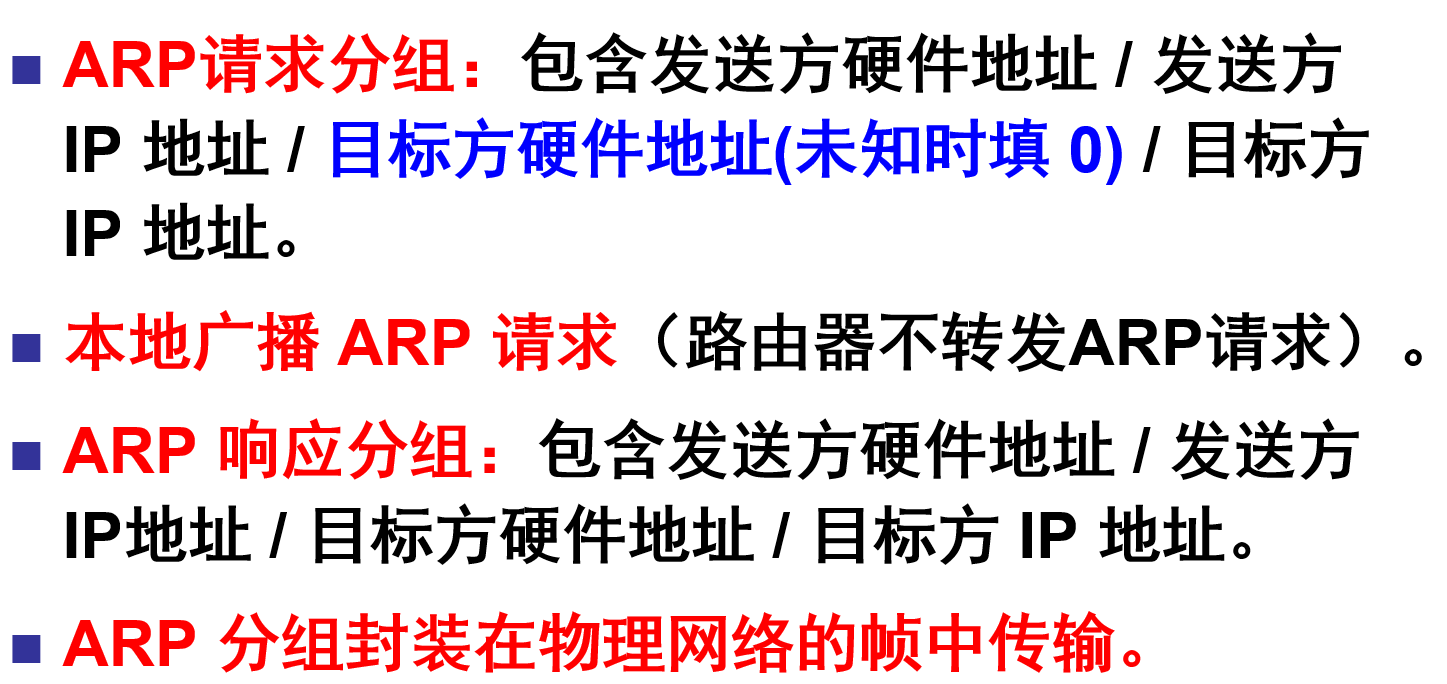 ■ ARP请求分组：包含发送方硬件地址 / 发送方
IP 地址 / 目标方硬件地址(未知时填 0) / 目标方
IP 地址。
■ 本地广播 ARP 请求（路由器不转发ARP请求）。
■ ARP 响应分组：包含发送方硬件地址 / 发送方
IP地址 / 目标方硬件地址 / 目标方 IP 地址。
■ ARP 分组封装在物理网络的帧中传输。